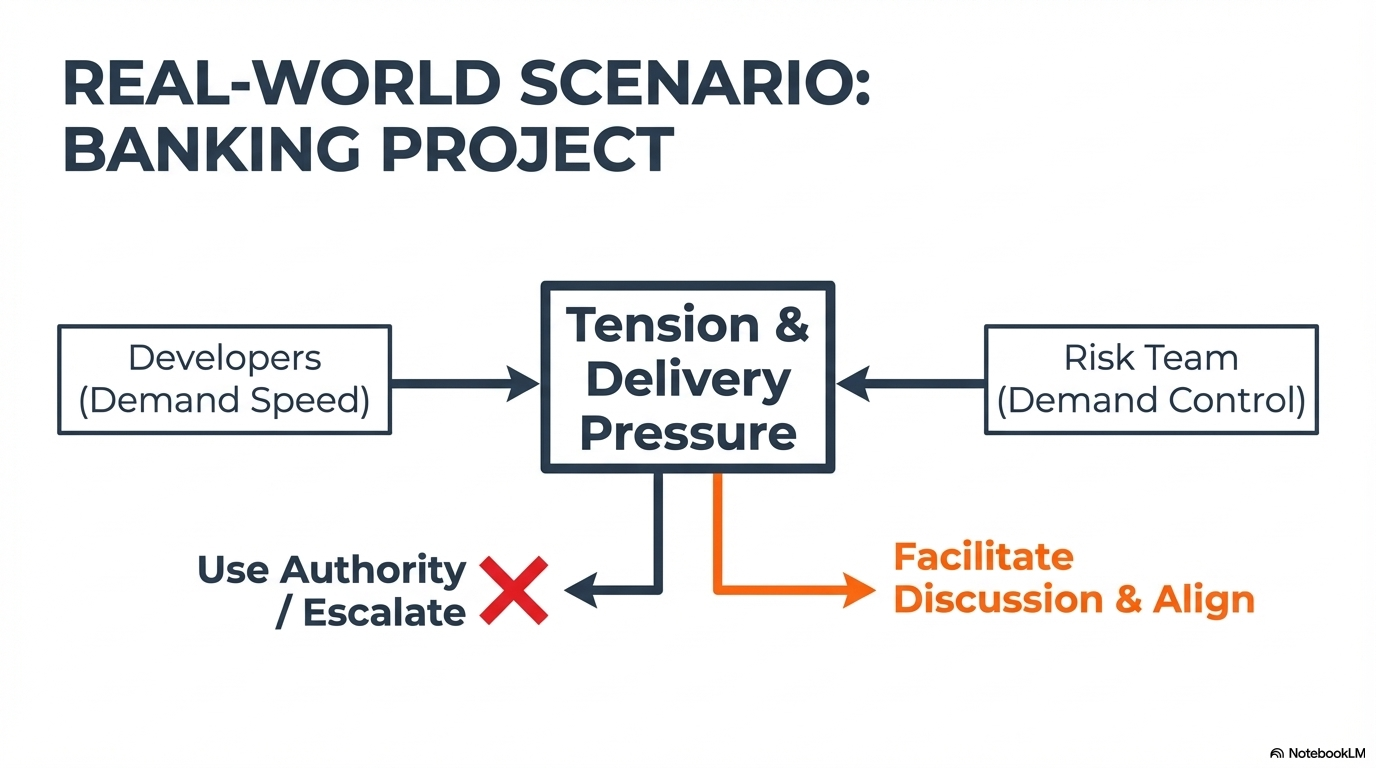 REAL-WORLD SCENARIO:
BANKING PROJECT
Developers
(Demand Speed)
Tension &
Delivery
Pressure
Risk Team
(Demand Control)
Use Authority
/ Escalate
Facilitate
Discussion & Align
NotebookLM